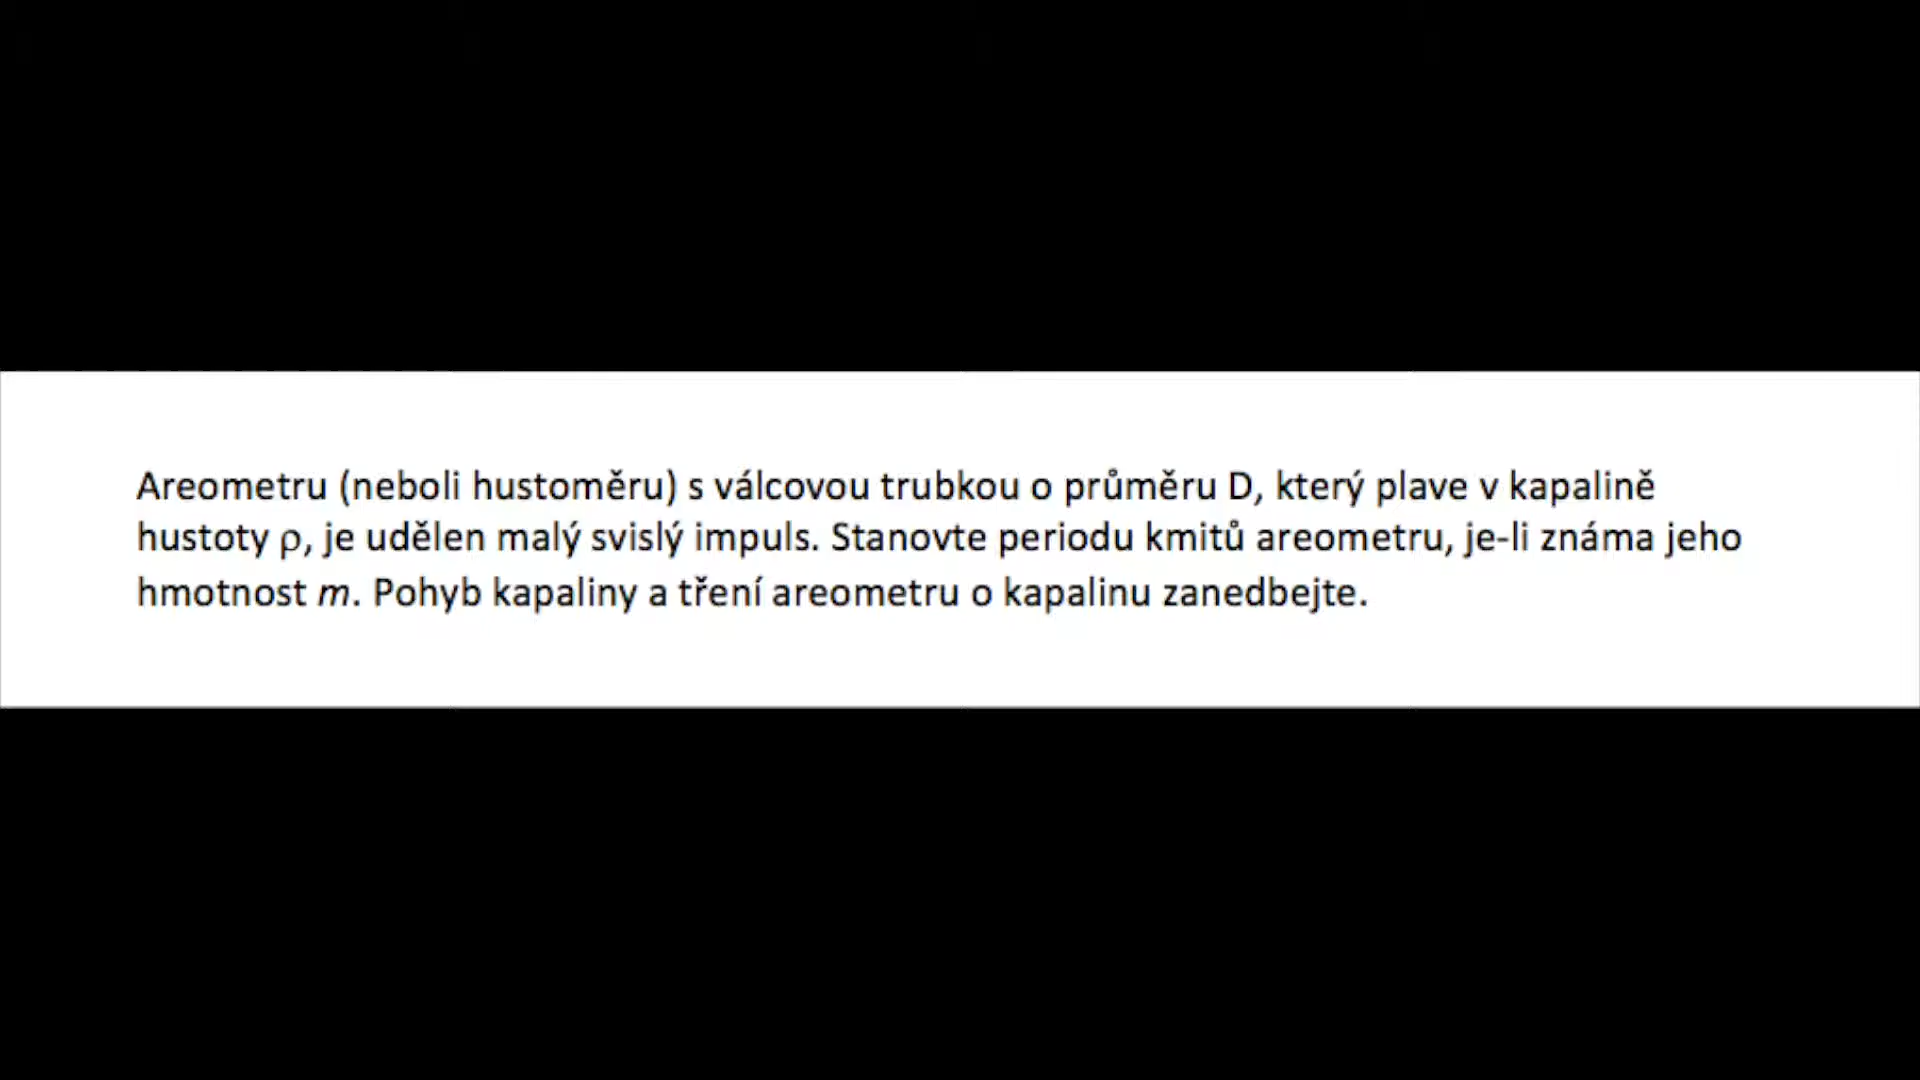 Areometru (neboli hustoměru) s válcovou trubkou o průměru D, který plave v kapalině
hustoty ρ, je udělen malý svislý impuls. Stanovte periodu kmitů areometru, je-li známa jeho
hmotnost m. Pohyb kapaliny a tření areometru o kapalinu zanedbejte.